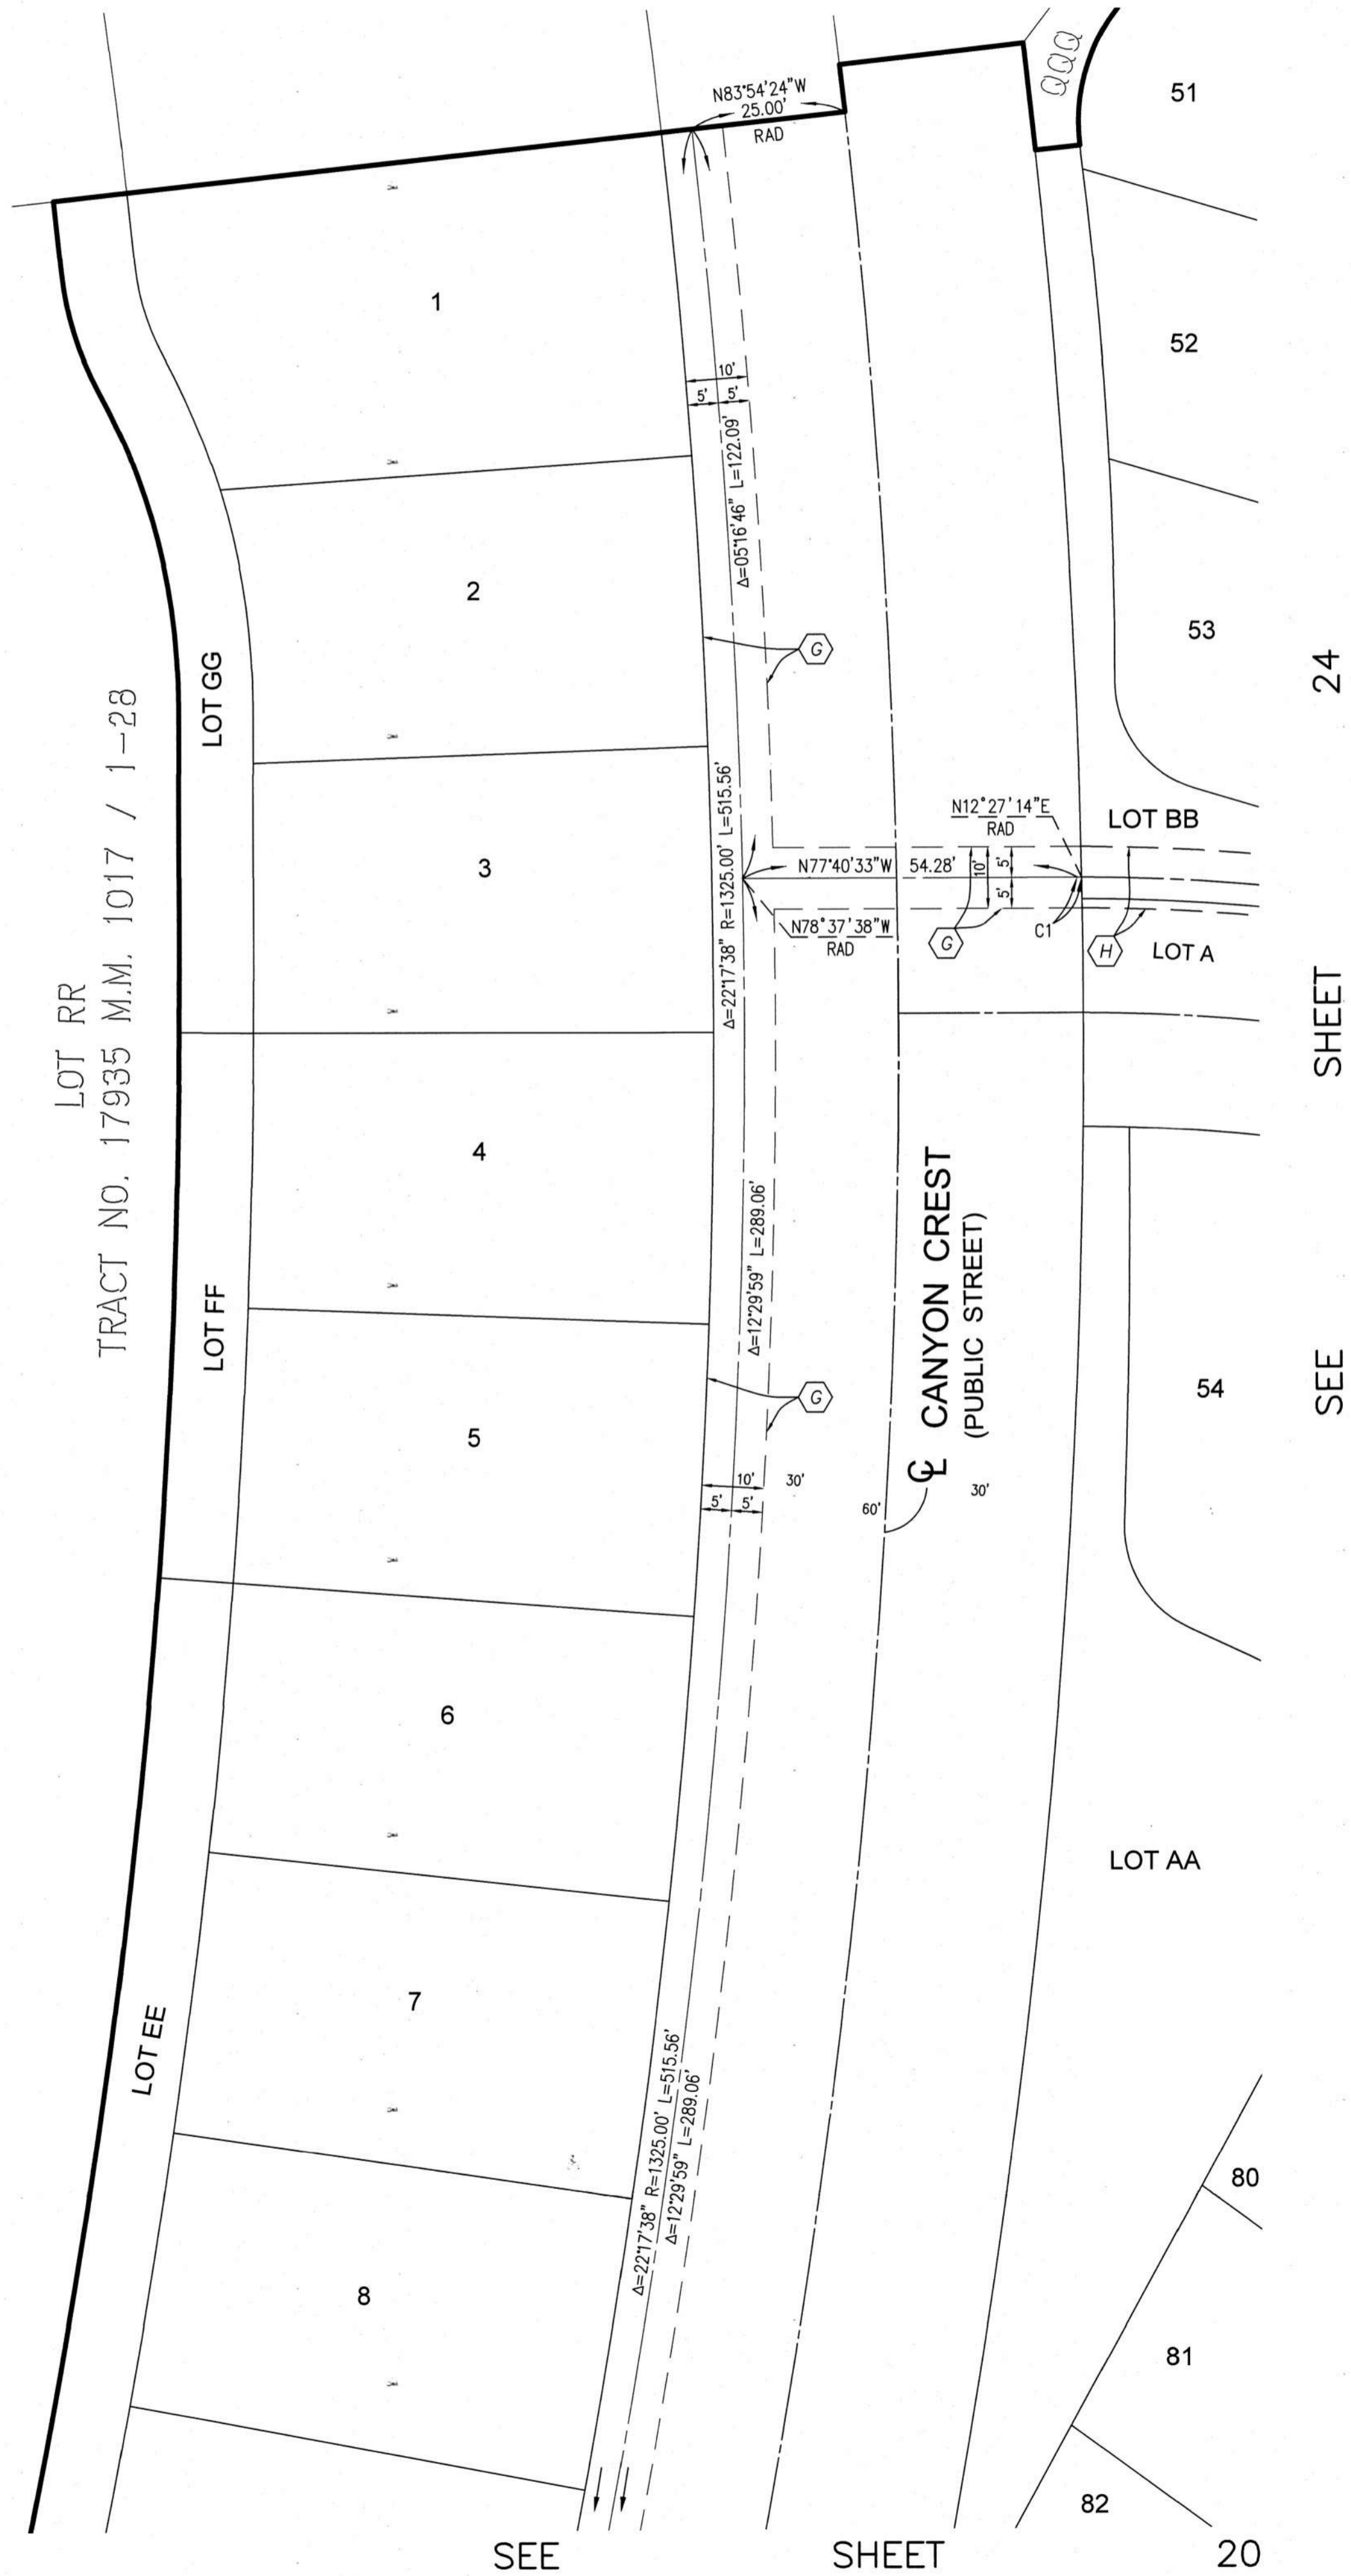 QQQ
51
N83°54'24"W
25.00'
RAD
1
52
10'
5' 5'
Δ=05°16'46" L=122.09'
2
G
53
24
LOT GG
LOT RR
TRACT NO. 17935 M.M. 1017 / 1-28
Δ=22°17'38" R=1325.00' L=515.56'
3
N12°27'14"E
RAD
LOT BB
N77°40'33"W 54.28'
10'
5'
5'
N78°37'38"W
RAD
G
C1
H
LOT A
SHEET
4
Δ=12°29'59" L=289.06'
LOT FF
℄ CANYON CREST
(PUBLIC STREET)
G
54
SEE
5
10' 30'
5' 5'
60'
30'
6
LOT AA
7
LOT EE
Δ=22°17'38" R=1325.00' L=515.56'
Δ=12°29'59" L=289.06'
80
8
81
82
SEE SHEET 20